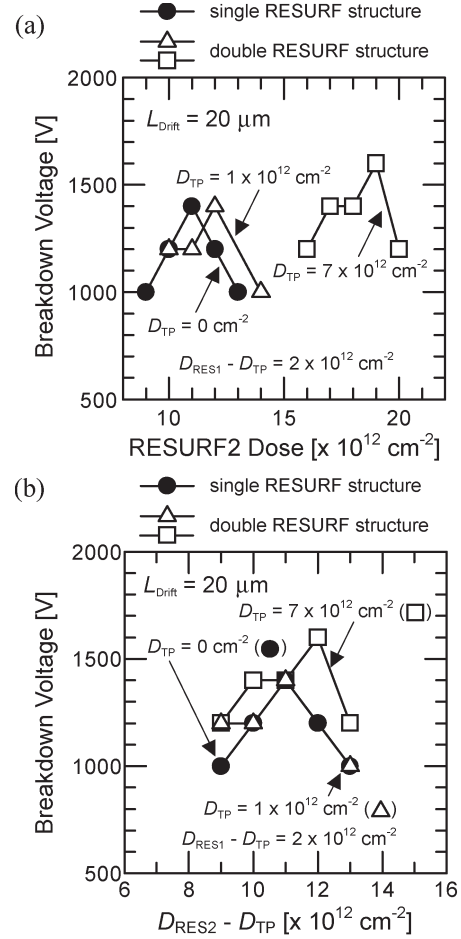 (a)
single RESURF structure
double RESURF structure
2000
1500
1000
500
Breakdown Voltage [V]
L_Drift = 20 μm
D_TP = 1 x 10^12 cm^-2
D_TP = 7 x 10^12 cm^-2
D_TP = 0 cm^-2
D_RES1 - D_TP = 2 x 10^12 cm^-2
10 15 20
RESURF2 Dose [x 10^12 cm^-2]
(b)
single RESURF structure
double RESURF structure
2000
1500
1000
500
Breakdown Voltage [V]
L_Drift = 20 μm
D_TP = 7 x 10^12 cm^-2 (□)
D_TP = 0 cm^-2 (●)
D_TP = 1 x 10^12 cm^-2 (△)
D_RES1 - D_TP = 2 x 10^12 cm^-2
6 8 10 12 14 16
D_RES2 - D_TP [x 10^12 cm^-2]